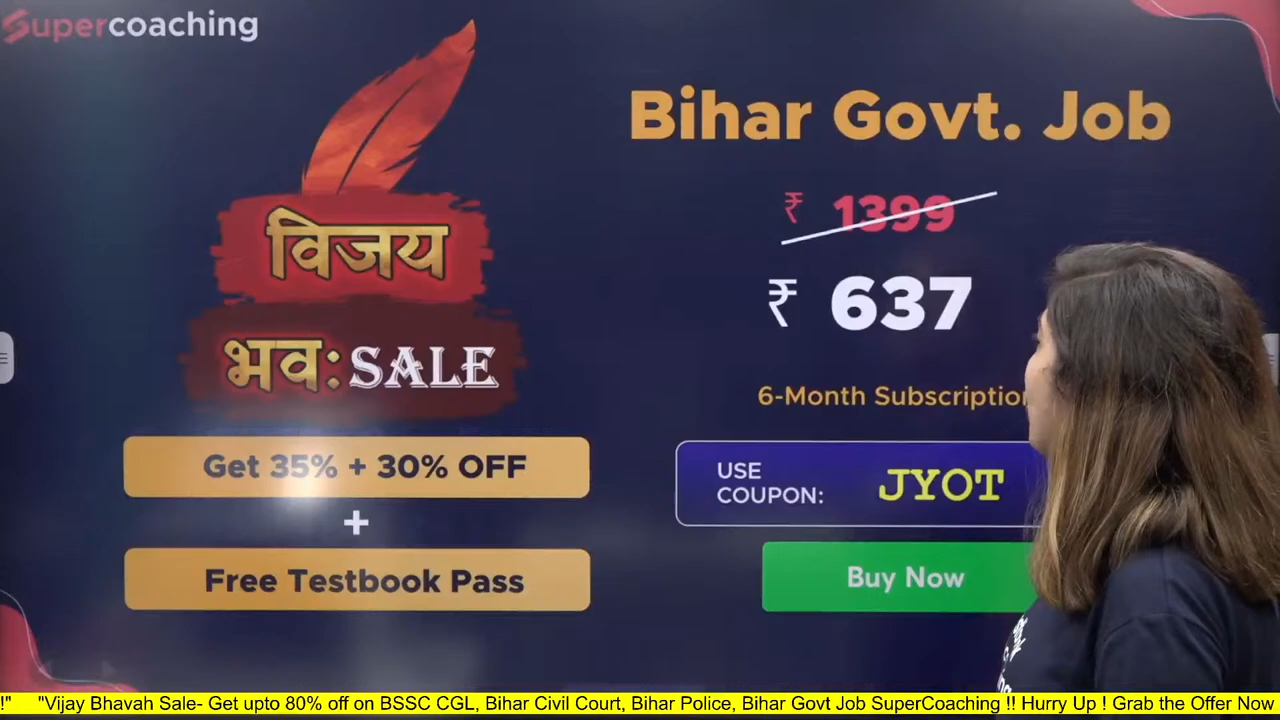 Supercoaching
विजय
भव: SALE
Get 35% + 30% OFF
+
Free Testbook Pass
Bihar Govt. Job
₹ 1399
₹ 637
6-Month Subscription
USE
COUPON:
JYOT
Buy Now
!" "Vijay Bhavah Sale- Get upto 80% off on BSSC CGL, Bihar Civil Court, Bihar Police, Bihar Govt Job SuperCoaching !! Hurry Up ! Grab the Offer Now